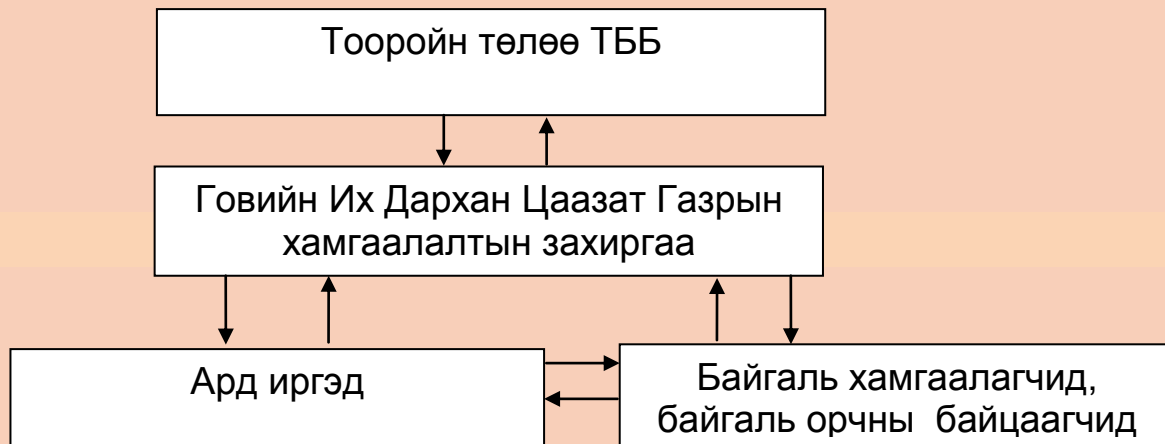 Тооройн төлөө ТББ
Говийн Их Дархан Цаазат Газрын
хамгаалалтын захиргаа
Ард иргэд
Байгаль хамгаалагчид,
байгаль орчны байцаагчид